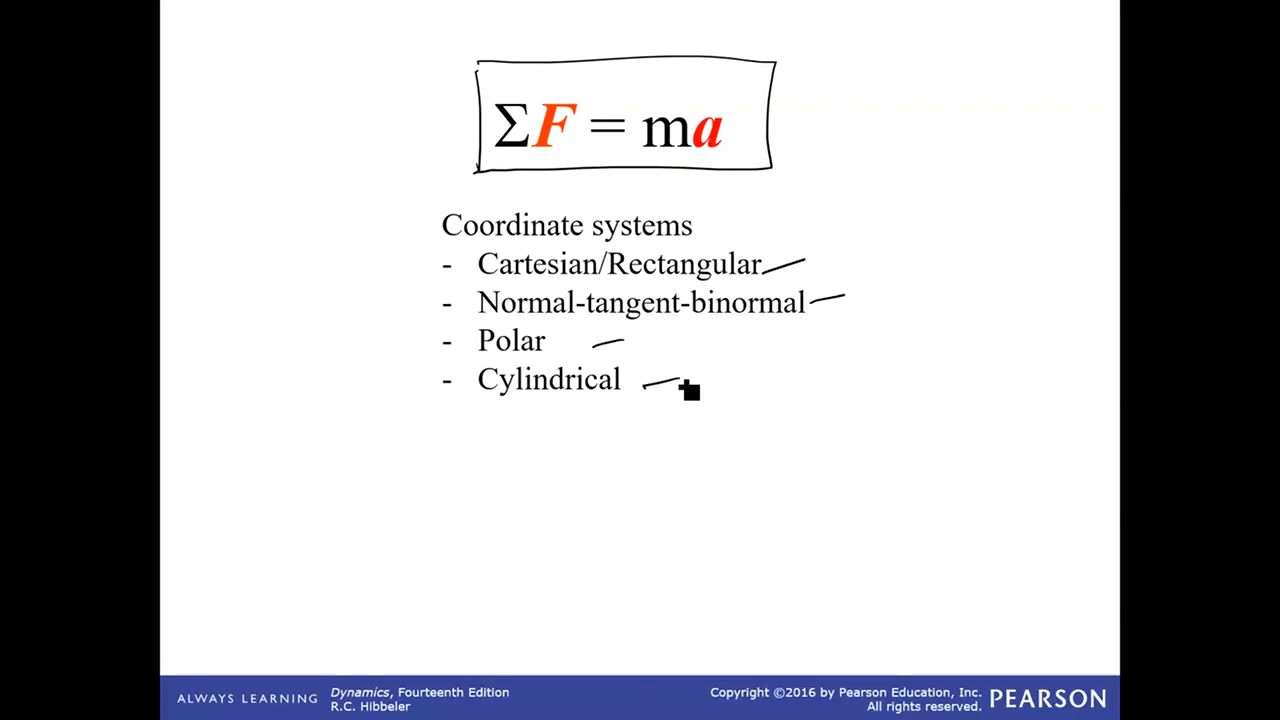 ΣF = ma
Coordinate systems
- Cartesian/Rectangular
- Normal-tangent-binormal
- Polar
- Cylindrical
ALWAYS LEARNING
Dynamics, Fourteenth Edition
R.C. Hibbeler
Copyright ©2016 by Pearson Education, Inc.
All rights reserved.
PEARSON